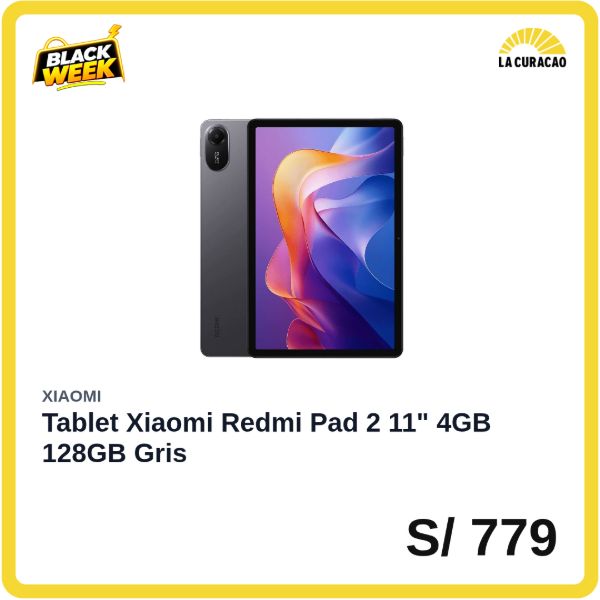 BLACK
WEEK
LA CURACAO
XIAOMI
Tablet Xiaomi Redmi Pad 2 11" 4GB
128GB Gris
S/ 779